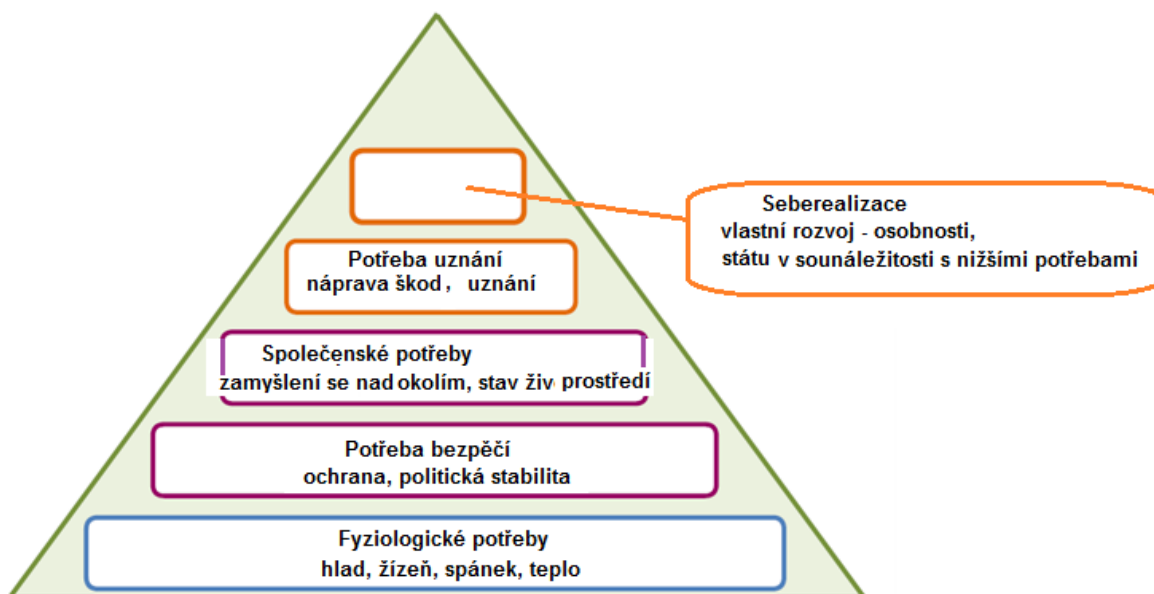 Seberealizace
vlastní rozvoj - osobnosti,
státu v sounáležitosti s nižšími potřebami
Potřeba uznání
náprava škod, uznání
Společenské potřeby
zamyšlení se nad okolím, stav živ prostředí
Potřeba bezpěčí
ochrana, politická stabilita
Fyziologické potřeby
hlad, žízeň, spánek, teplo